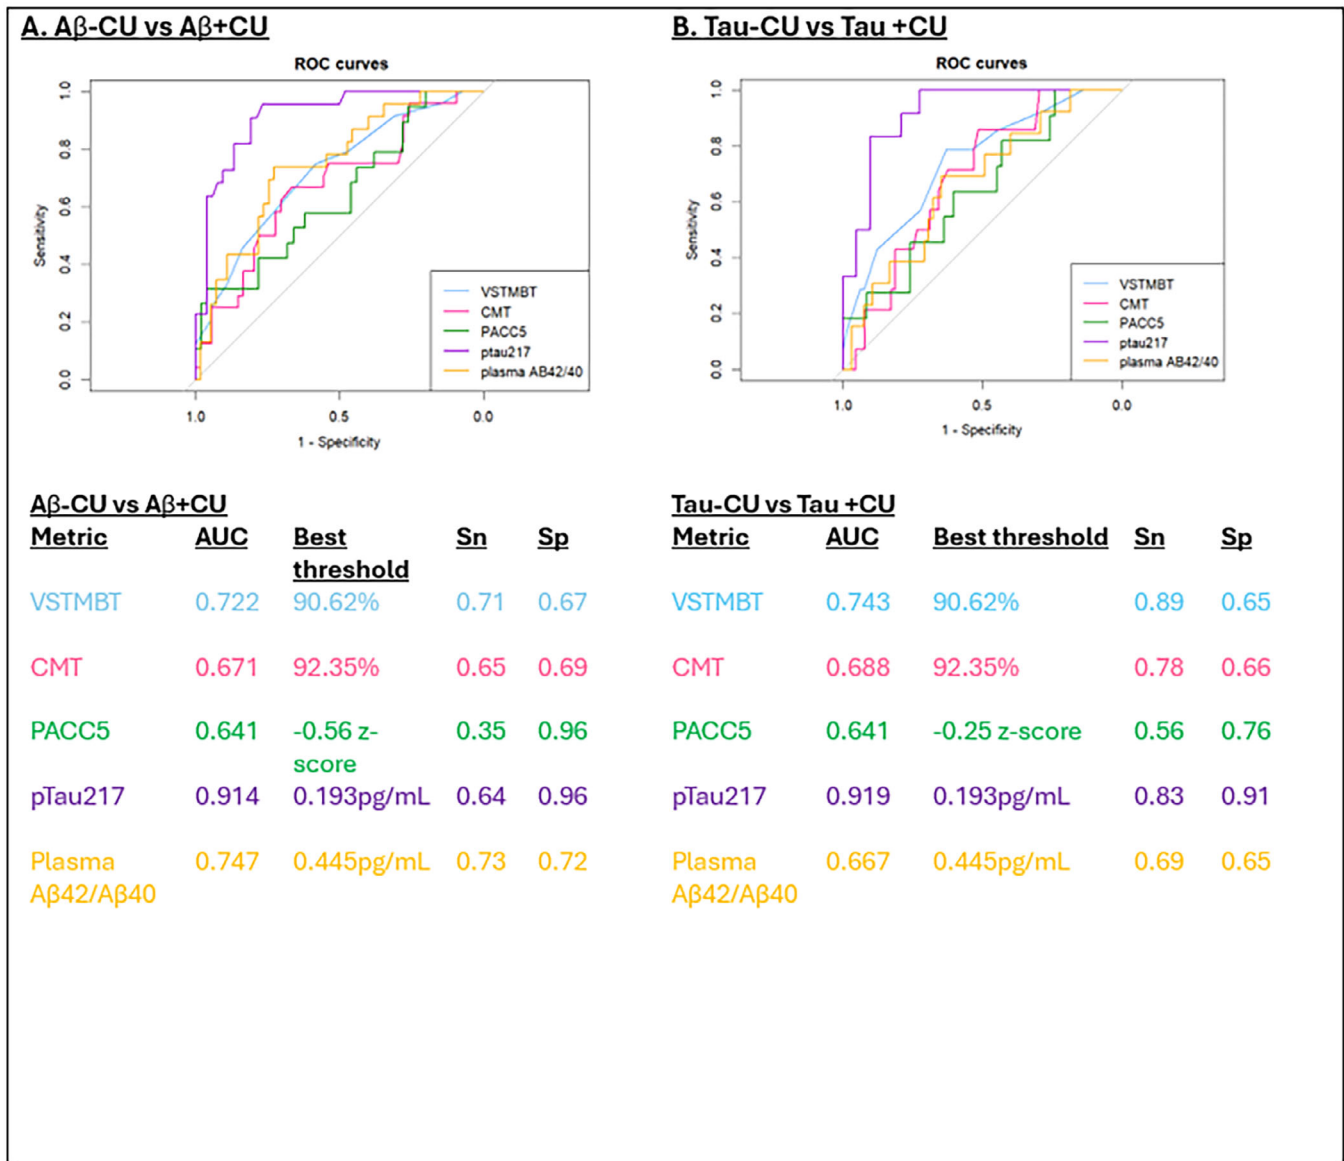 A. Aβ-CU vs Aβ+CU
ROC curves
Sensitivity
1.0
0.8
0.6
0.4
0.2
0.0
VSTMBT
CMT
PACC5
ptau217
plasma AB42/40
1.0 0.5 0.0
1 - Specificity
B. Tau-CU vs Tau +CU
ROC curves
Sensitivity
1.0
0.8
0.6
0.4
0.2
0.0
VSTMBT
CMT
PACC5
ptau217
plasma AB42/40
1.0 0.5 0.0
1 - Specificity
Aβ-CU vs Aβ+CU
Metric AUC Best Sn Sp
threshold
VSTMBT 0.722 90.62% 0.71 0.67
CMT 0.671 92.35% 0.65 0.69
PACC5 0.641 -0.56 z- 0.35 0.96
score
pTau217 0.914 0.193pg/mL 0.64 0.96
Plasma 0.747 0.445pg/mL 0.73 0.72
Aβ42/Aβ40
Tau-CU vs Tau +CU
Metric AUC Best threshold Sn Sp
VSTMBT 0.743 90.62% 0.89 0.65
CMT 0.688 92.35% 0.78 0.66
PACC5 0.641 -0.25 z-score 0.56 0.76
pTau217 0.919 0.193pg/mL 0.83 0.91
Plasma 0.667 0.445pg/mL 0.69 0.65
Aβ42/Aβ40